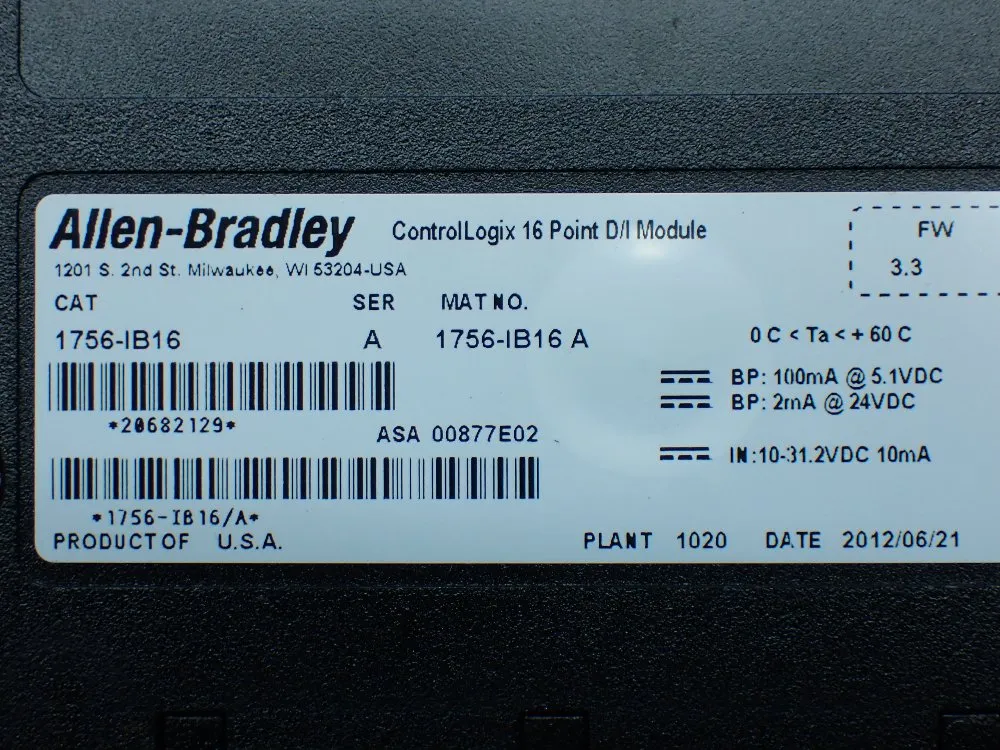 Allen-Bradley ControlLogix 16 Point D/I Module
FW
3.3
1201 S. 2nd St. Milwaukee, WI 53204-USA
CAT SER MAT NO.
1756-IB16 A 1756-IB16 A
0 C < Ta < + 60 C
BP: 100mA @ 5.1VDC
BP: 2mA @ 24VDC
*20682129*
ASA 00877E02
IN:10-31.2VDC 10mA
*1756-IB16/A*
PRODUCT OF U.S.A. PLANT 1020 DATE 2012/06/21